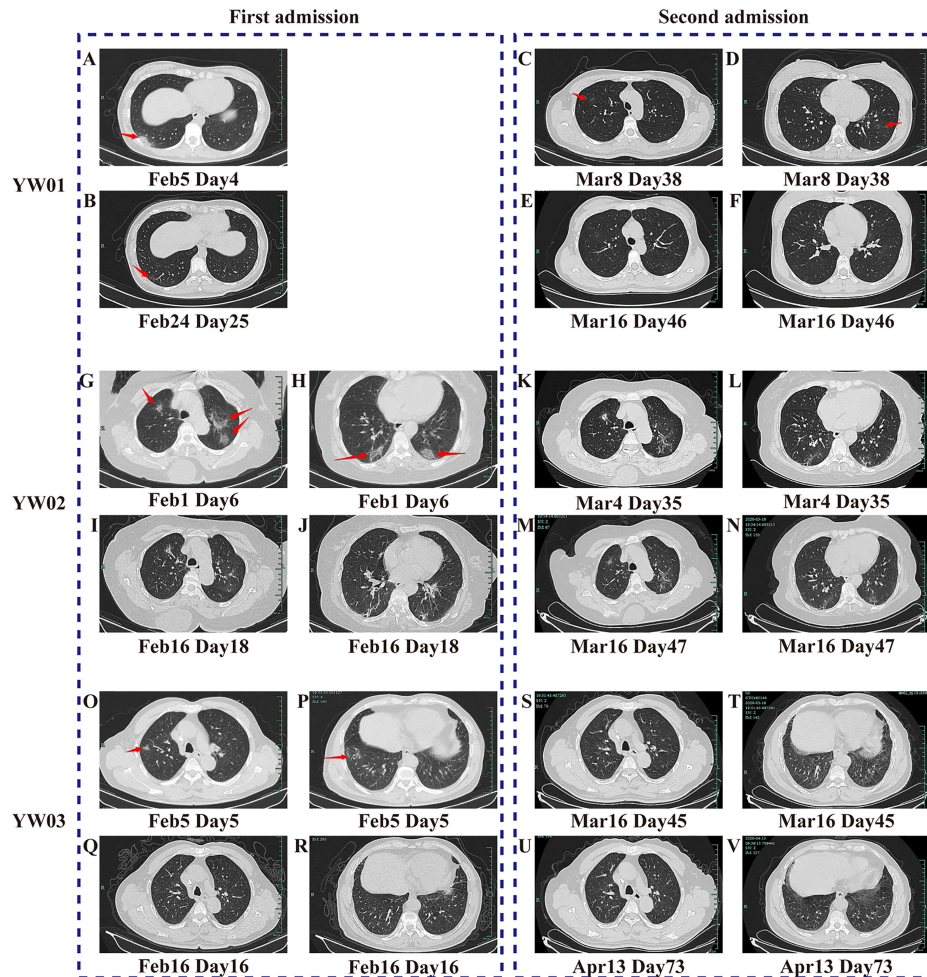 First admission
Second admission
YW01
A
Feb5 Day4
B
Feb24 Day25
C
Mar8 Day38
D
Mar8 Day38
E
Mar16 Day46
F
Mar16 Day46
YW02
G
Feb1 Day6
H
Feb1 Day6
I
Feb16 Day18
J
Feb16 Day18
K
Mar4 Day35
L
Mar4 Day35
M
Mar16 Day47
N
Mar16 Day47
YW03
O
Feb5 Day5
P
Feb5 Day5
Q
Feb16 Day16
R
Feb16 Day16
S
Mar16 Day45
T
Mar16 Day45
U
Apr13 Day73
V
Apr13 Day73